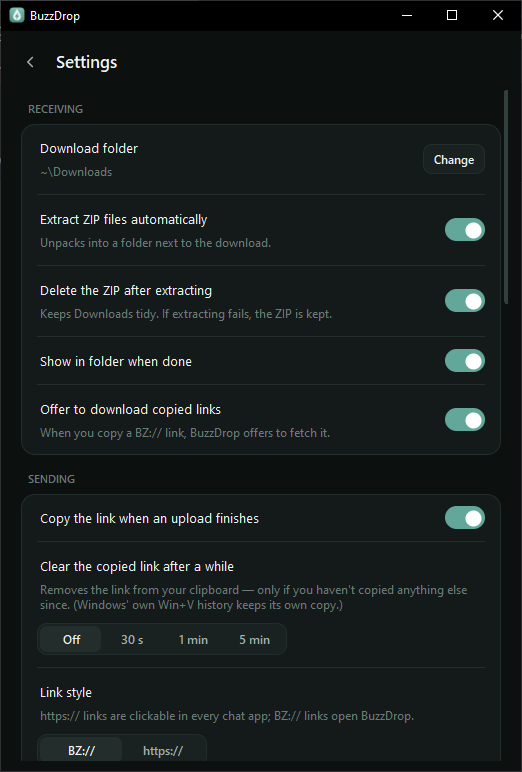 BuzzDrop
Settings
RECEIVING
Download folder
~\Downloads
Change
Extract ZIP files automatically
Unpacks into a folder next to the download.
Delete the ZIP after extracting
Keeps Downloads tidy. If extracting fails, the ZIP is kept.
Show in folder when done
Offer to download copied links
When you copy a BZ:// link, BuzzDrop offers to fetch it.
SENDING
Copy the link when an upload finishes
Clear the copied link after a while
Removes the link from your clipboard — only if you haven't copied anything else
since. (Windows' own Win+V history keeps its own copy.)
Off 30 s 1 min 5 min
Link style
https:// links are clickable in every chat app; BZ:// links open BuzzDrop.
BZ:// https://